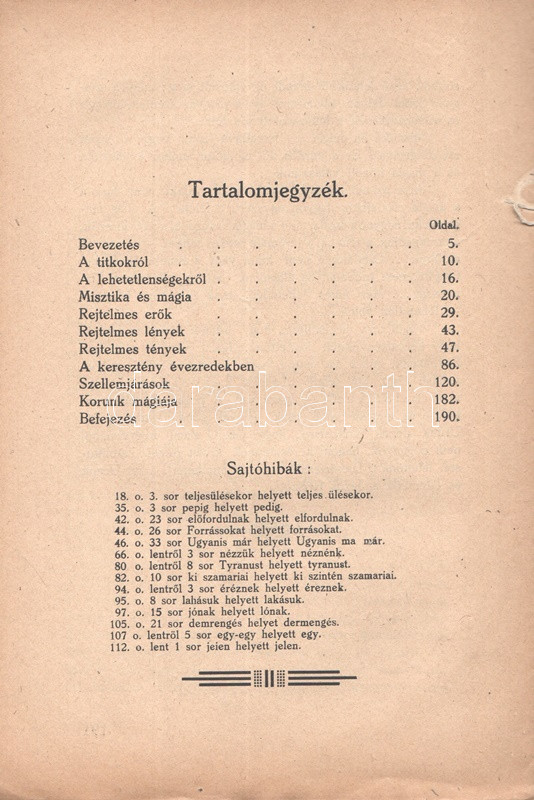 Tartalomjegyzék.
Oldal.
Bevezetés . . . . . . . 5.
A titkokról . . . . . . . 10.
A lehetetlenségekről . . . . . . 16.
Misztika és mágia . . . . . . 20.
Rejtelmes erők . . . . . . 29.
Rejtelmes lények . . . . . . 43.
Rejtelmes tények . . . . . . 47.
A keresztény évezredekben . . . . 86.
Szellemjárások . . . . . . 120.
Korunk mágiája . . . . . . 182.
Befejezés . . . . . . . 190.
darabanth
Sajtóhibák :
18. o. 3. sor teljesülésekor helyett teljes ülésekor.
35. o. 3 sor pepig helyett pedig.
42. o. 23 sor előfordulnak helyett elfordulnak.
44. o. 26 sor Forrássokat helyett forrásokat.
46. o. 33 sor Ugyanis már helyett Ugyanis ma már.
66. o. lentről 3 sor nézzük helyett néznénk.
80 o. lentről 8 sor Tyranust helyett tyranust.
82. o. 10 sor ki szamariai helyett ki szintén szamariai.
94. o. lentről 3 sor éréznek helyett éreznek.
95. o. 8 sor lahásuk helyett lakásuk.
97. o. 15 sor jónak helyett lónak.
105. o. 21 sor demrengés helyet dermengés.
107 o. lentről 5 sor egy-egy helyett egy.
112. o. lent 1 sor jeien helyett jelen.